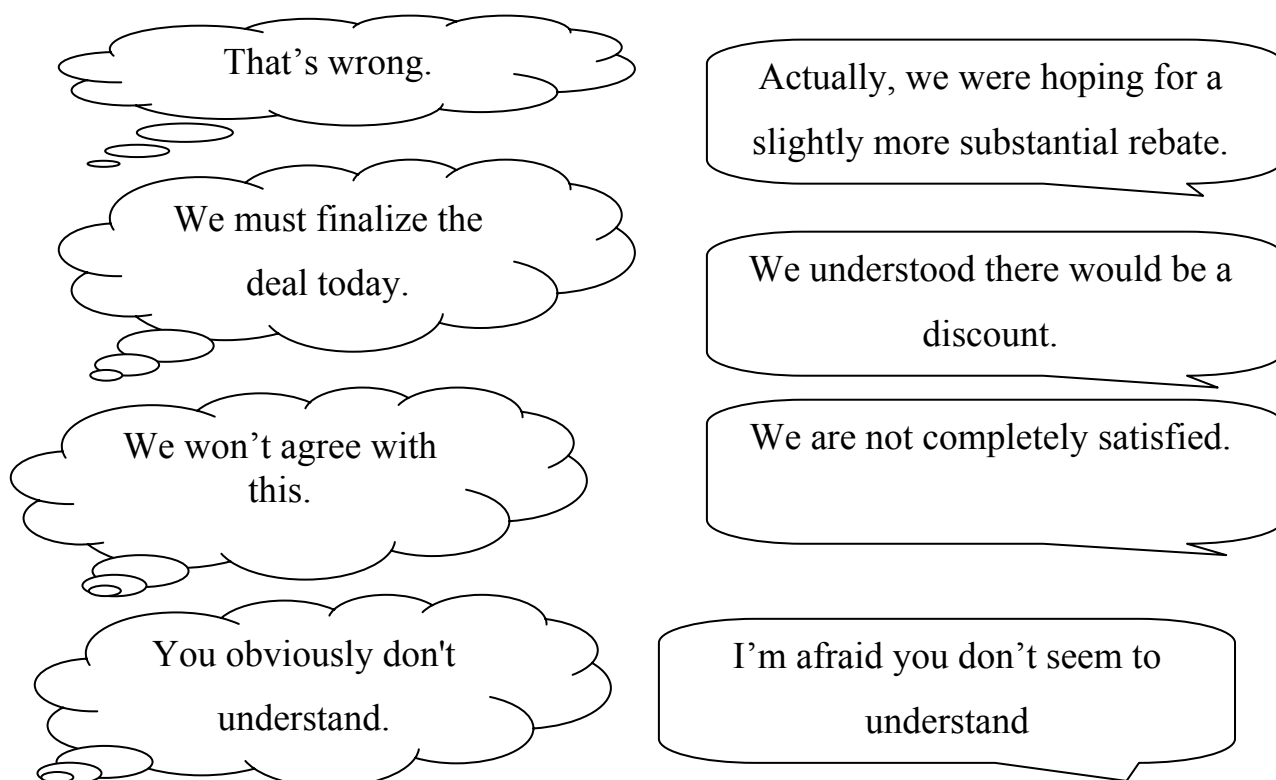 That’s wrong.
Actually, we were hoping for a
slightly more substantial rebate.
We must finalize the
deal today.
We understood there would be a
discount.
We won’t agree with
this.
We are not completely satisfied.
You obviously don't
understand.
I’m afraid you don’t seem to
understand